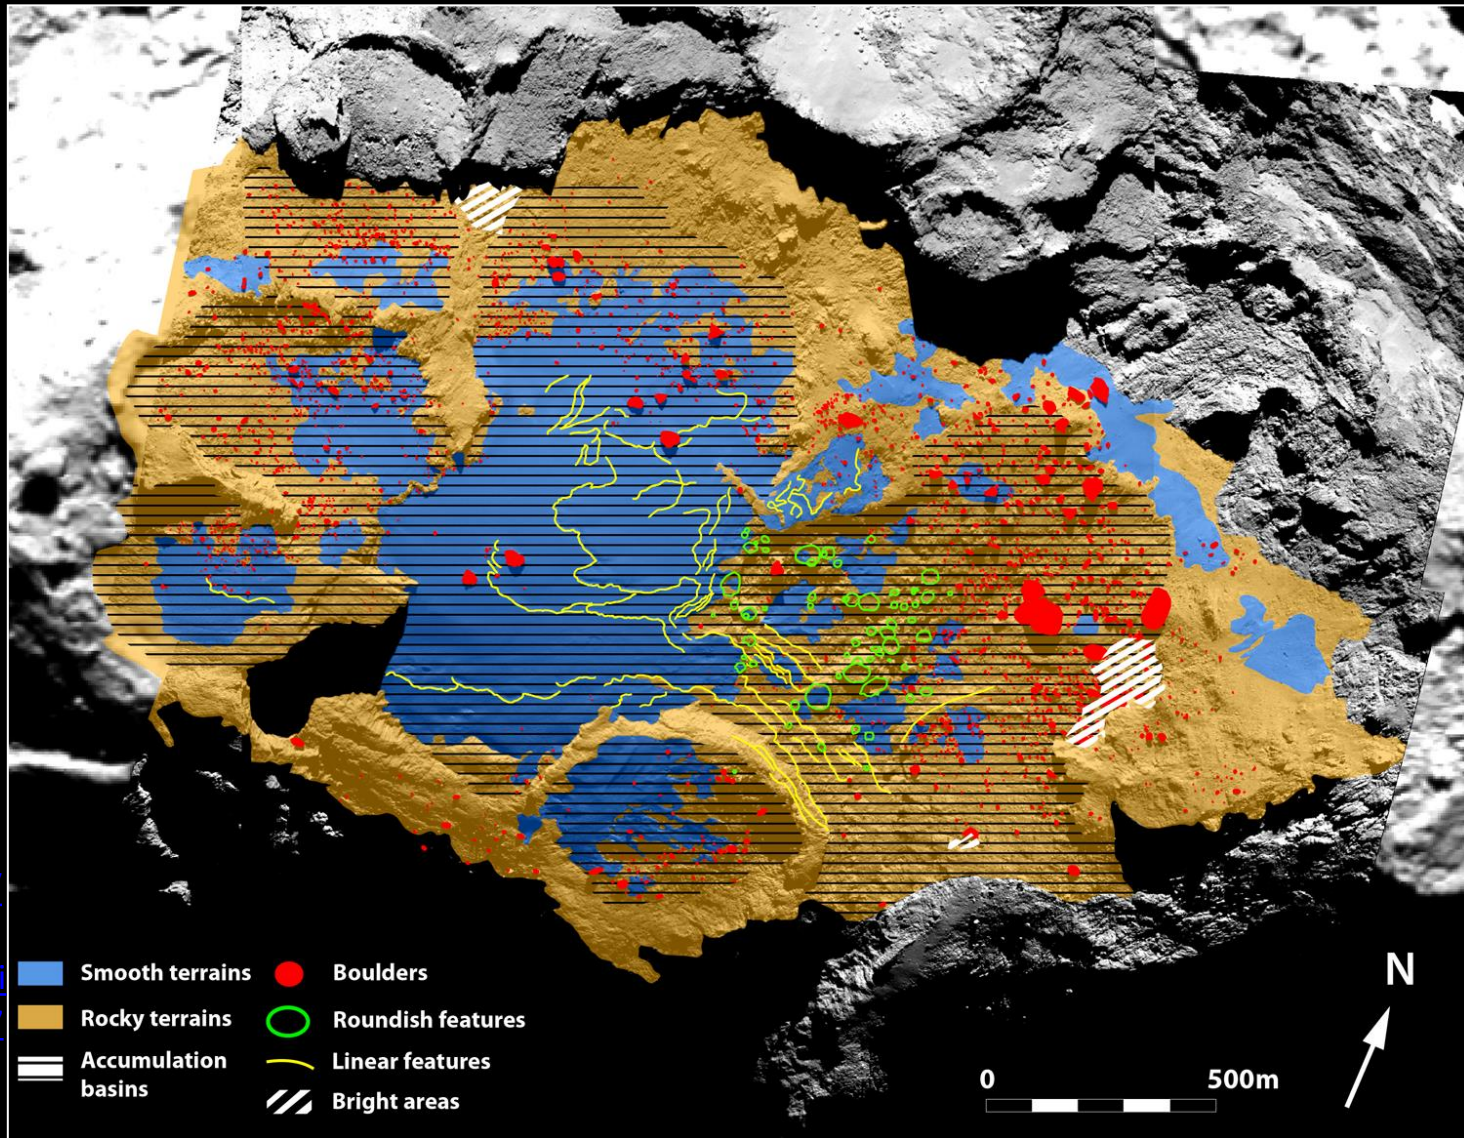 Smooth terrains
Rocky terrains
Accumulation
basins
Boulders
Roundish features
Linear features
Bright areas
N
0 500m